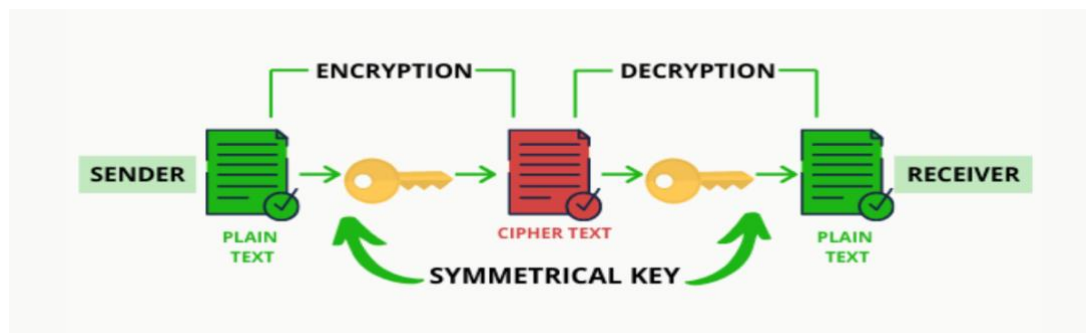 ENCRYPTION
DECRYPTION
SENDER
RECEIVER
PLAIN
TEXT
CIPHER TEXT
PLAIN
TEXT
SYMMETRICAL KEY